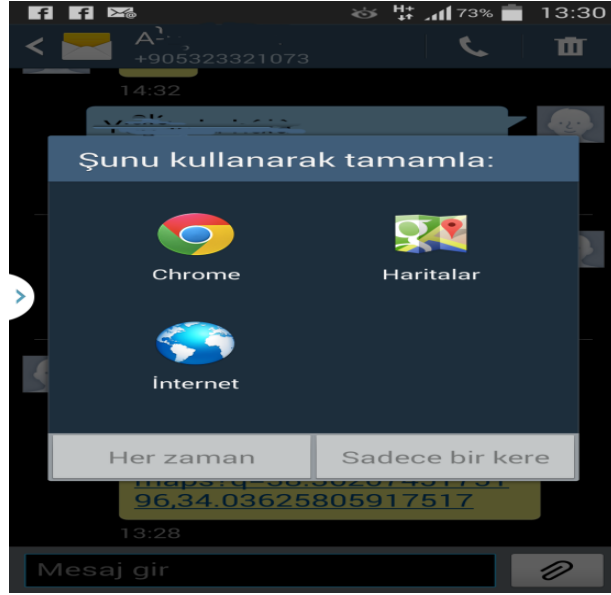 73% 13:30
+905323321073
14:32
Şunu kullanarak tamamla:
Chrome
Haritalar
İnternet
Her zaman
Sadece bir kere
96,34.03625805917517
13:28
Mesaj gir